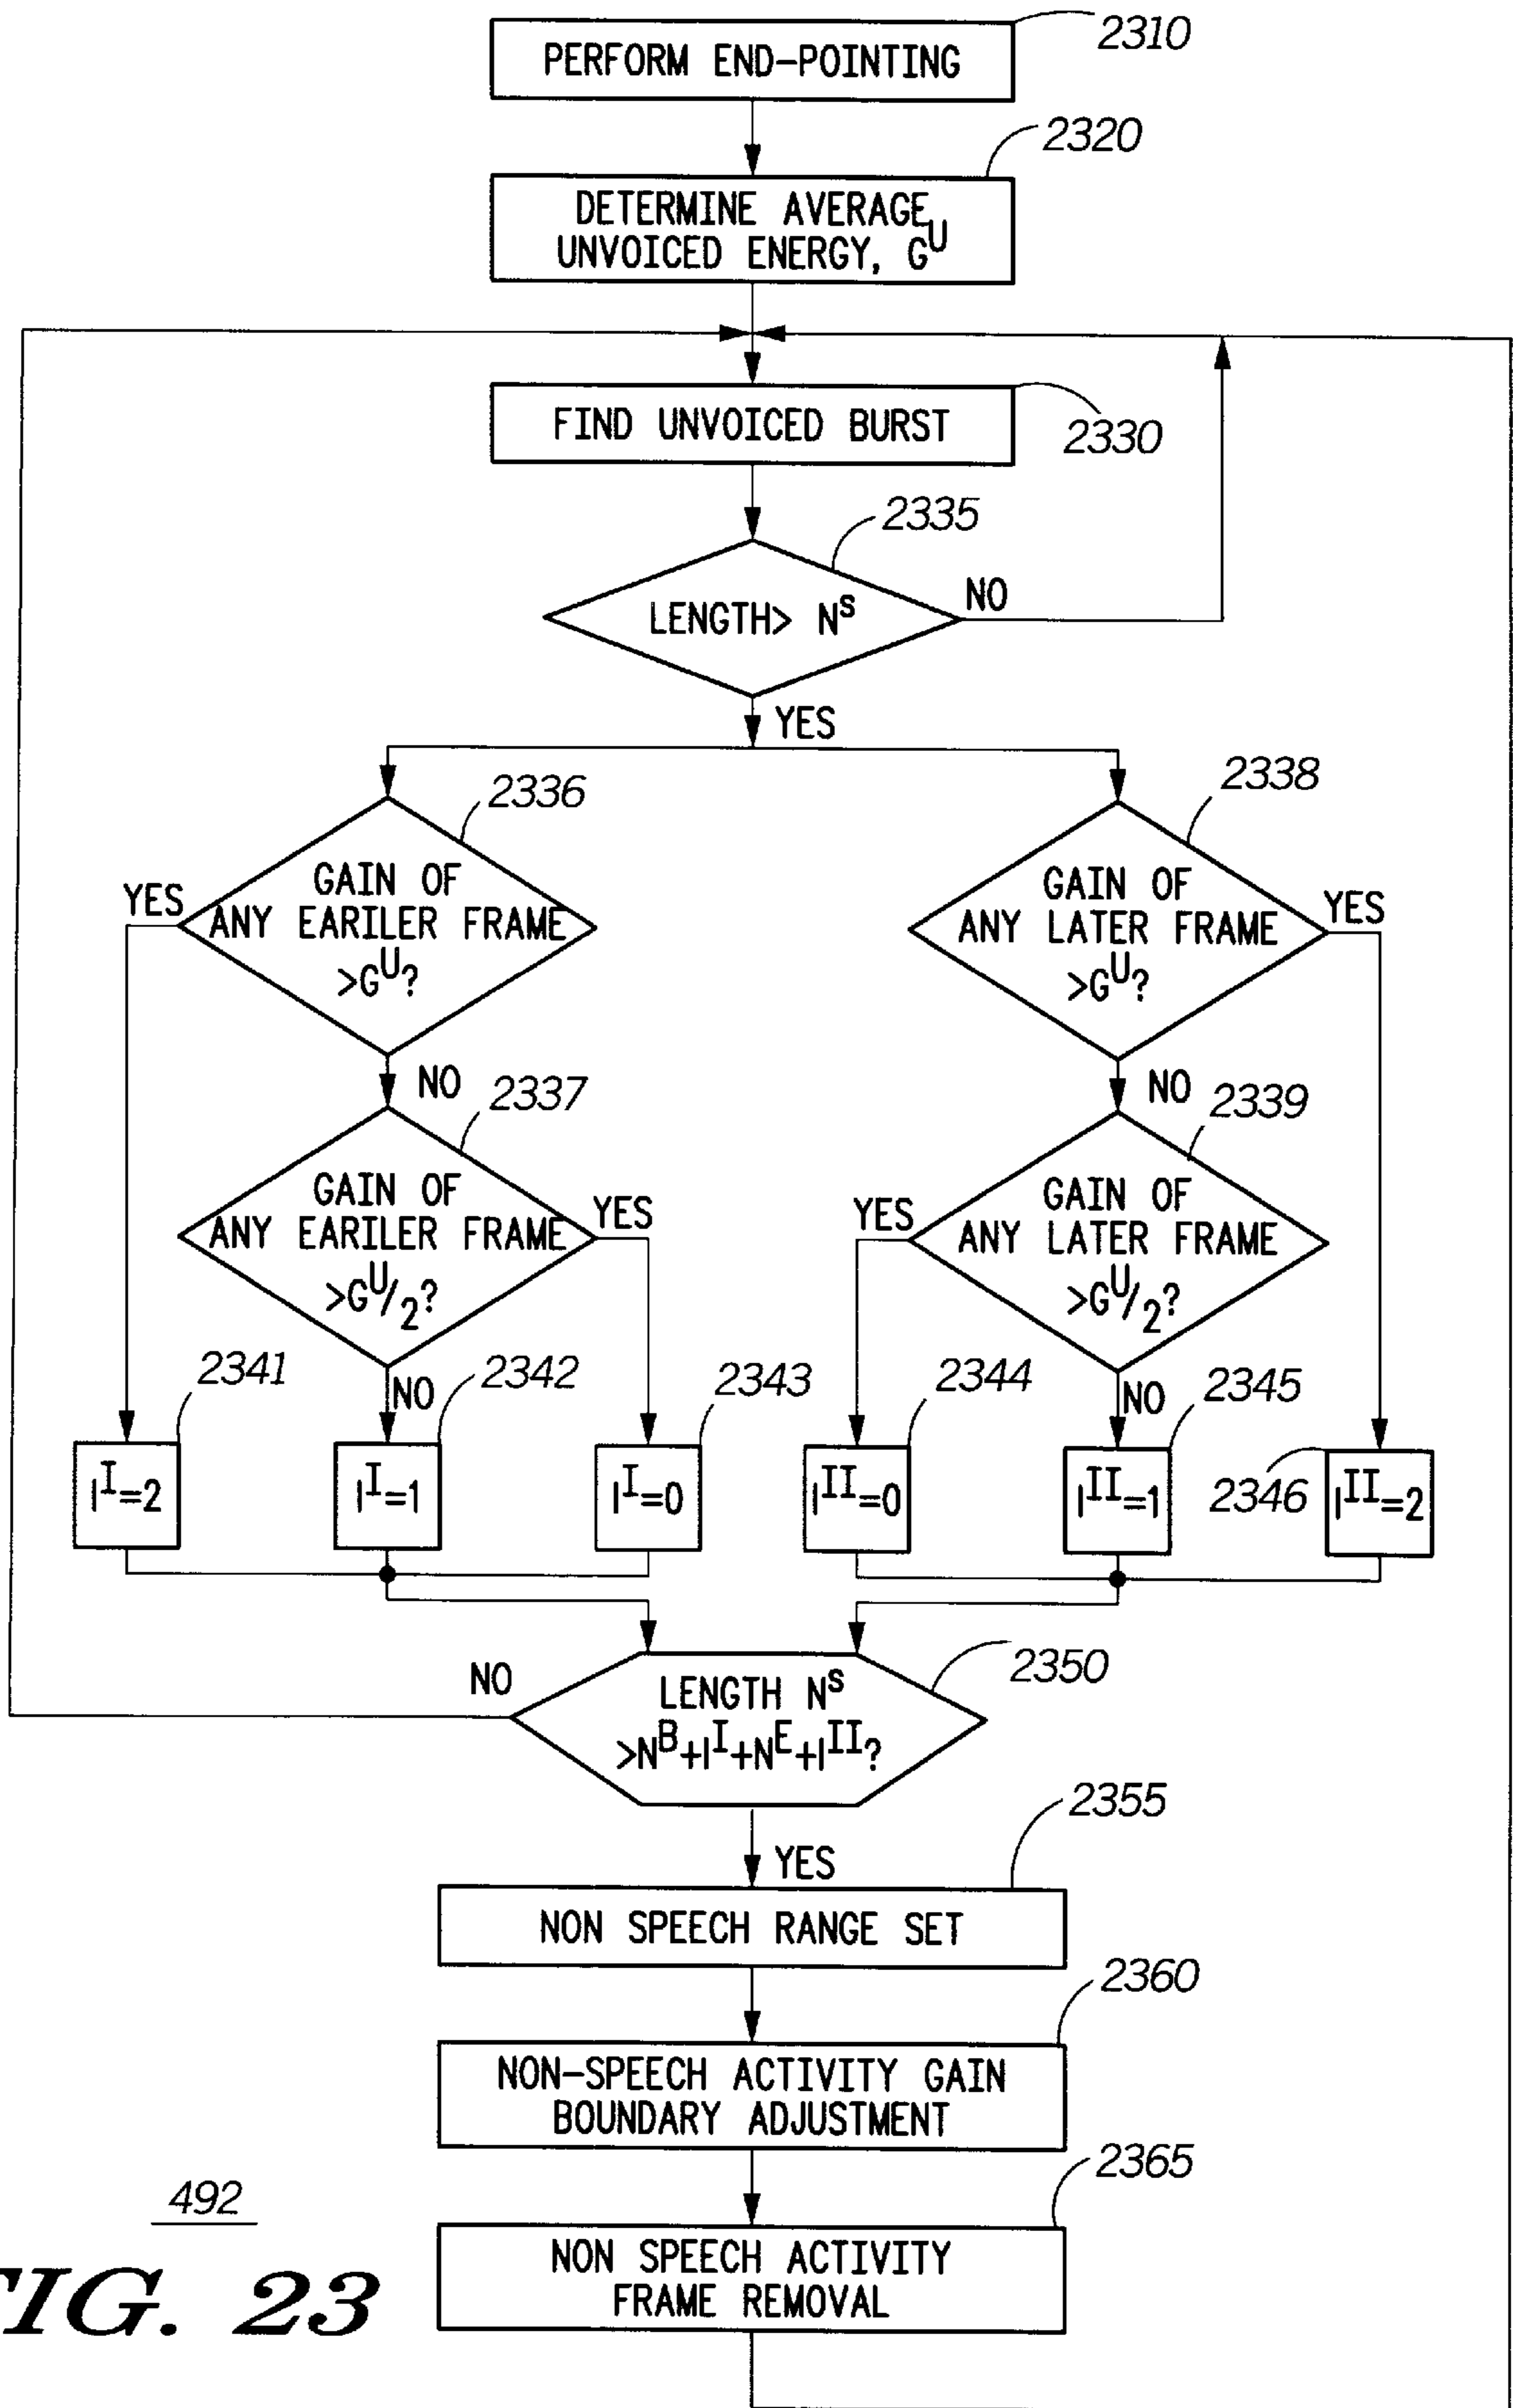 2310
PERFORM END-POINTING
2320
DETERMINE AVERAGE
UNVOICED ENERGY, G^U
FIND UNVOICED BURST
2330
2335
LENGTH> N^S
NO
YES
2336
2338
GAIN OF
ANY EARILER FRAME
>G^U?
YES
GAIN OF
ANY LATER FRAME
>G^U?
YES
NO
2337
NO
2339
GAIN OF
ANY EARILER FRAME
>G^U/2?
YES
GAIN OF
ANY LATER FRAME
>G^U/2?
YES
2341
NO
2342
2343
2344
NO
2345
I^I=2
I^I=1
I^I=0
I^II=0
I^II=1
2346
I^II=2
NO
2350
LENGTH N^S
>N^B+I^I+N^E+I^II?
2355
YES
NON SPEECH RANGE SET
2360
NON-SPEECH ACTIVITY GAIN
BOUNDARY ADJUSTMENT
2365
NON SPEECH ACTIVITY
FRAME REMOVAL
492
FIG. 23